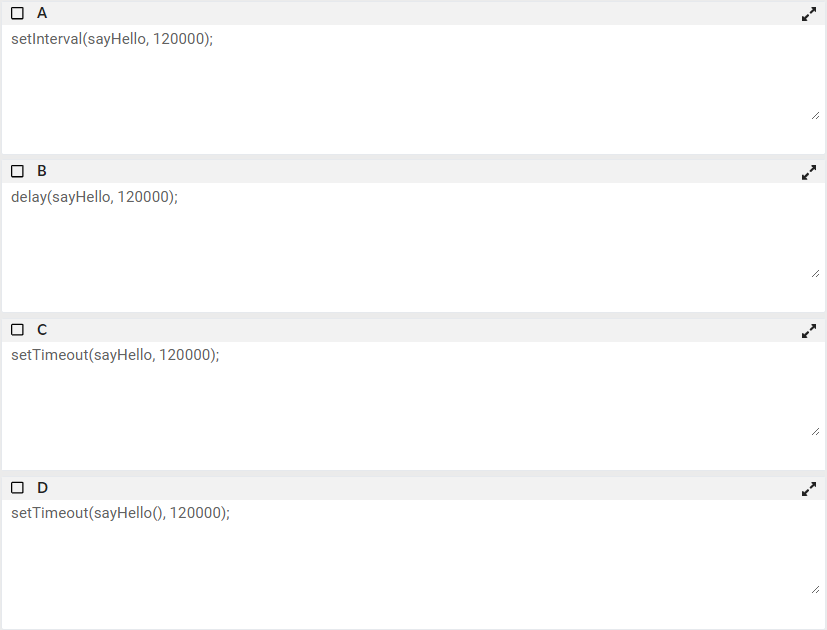 A
setInterval(sayHello, 120000);
B
delay(sayHello, 120000);
C
setTimeout(sayHello, 120000);
D
setTimeout(sayHello(), 120000);